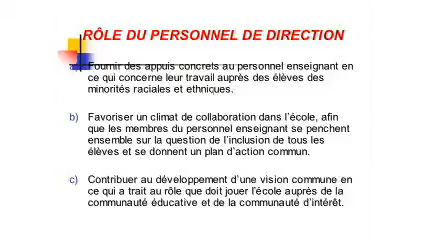 RÔLE DU PERSONNEL DE DIRECTION
a) Fournir des appuis concrets au personnel enseignant en
ce qui concerne leur travail auprès des élèves des
minorités raciales et ethniques.
b) Favoriser un climat de collaboration dans l'école, afin
que les membres du personnel enseignant se penchent
ensemble sur la question de l'inclusion de tous les
élèves et se donnent un plan d'action commun.
c) Contribuer au développement d'une vision commune en
ce qui a trait au rôle que doit jouer l'école auprès de la
communauté éducative et de la communauté d'intérêt.